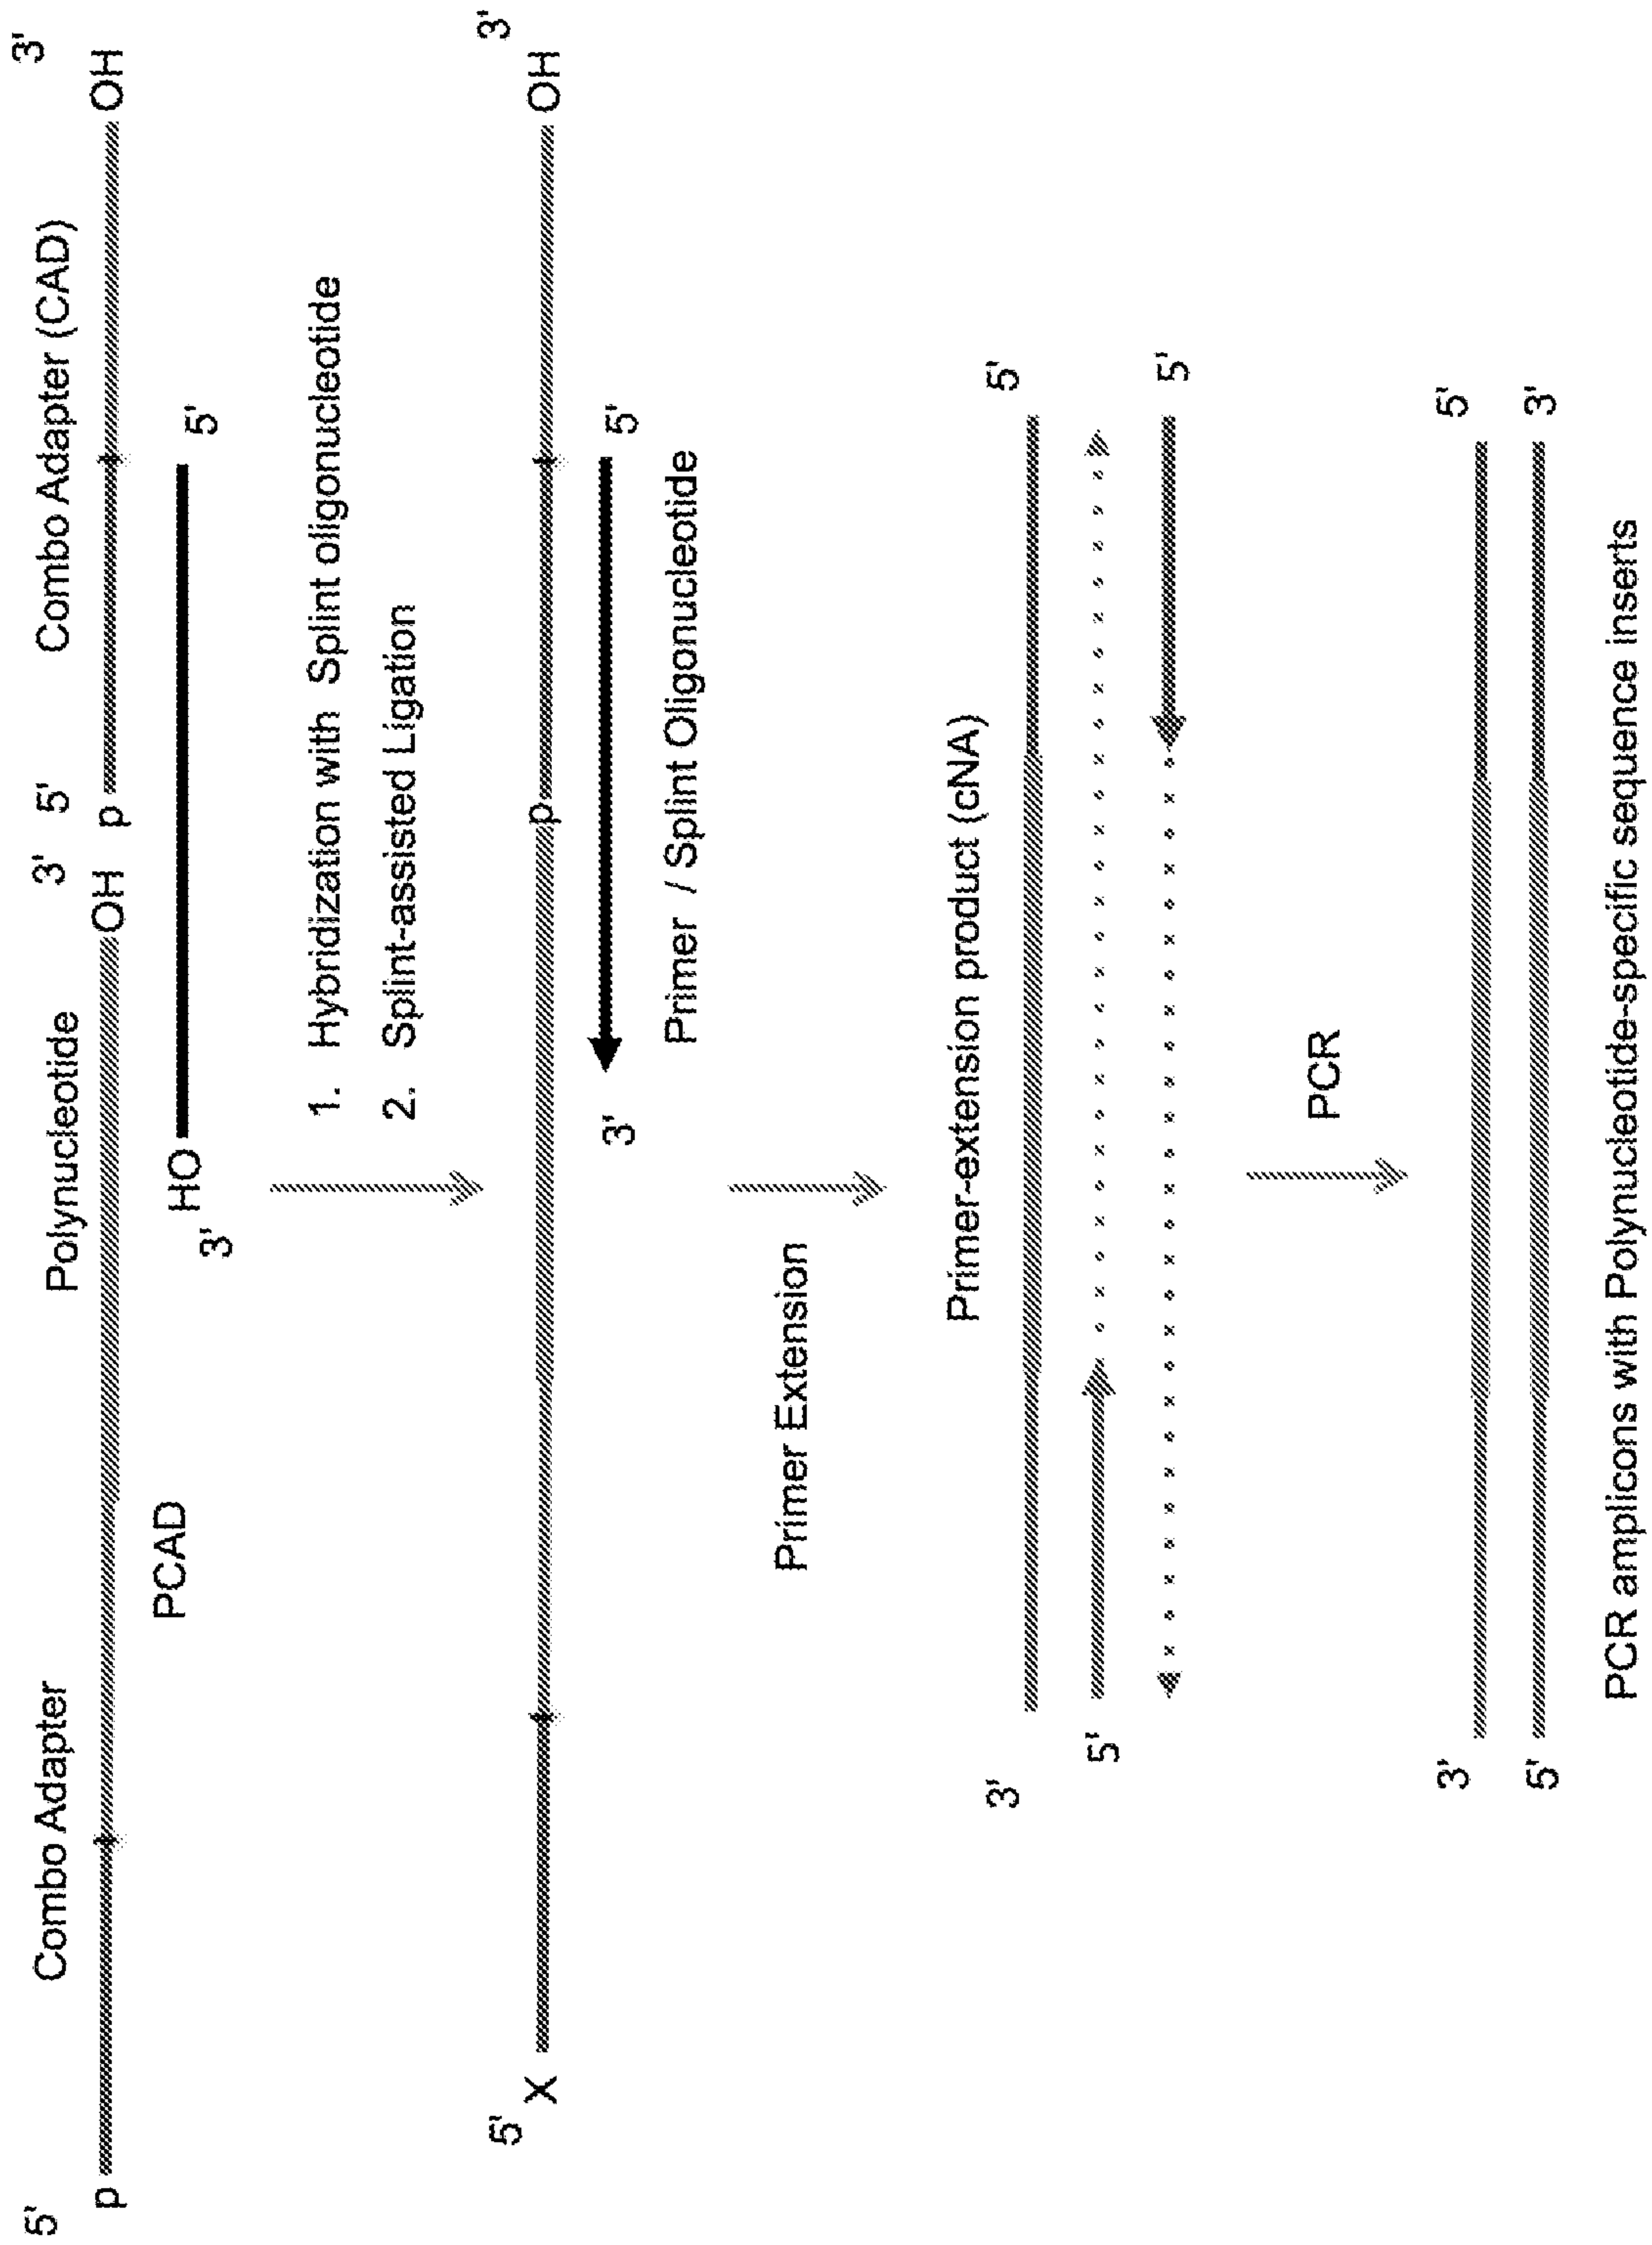 5' Combo Adapter Polynucleotide 3' 5' Combo Adapter (CAD) 3'
p OH p OH
PCAD HO 5'
3'
1. Hybridization with Splint oligonucleotide
2. Splint-assisted Ligation
5' 3'
X p OH
3' 5'
Primer / Splint Oligonucleotide
Primer Extension
Primer-extension product (cNA)
3' 5'
5'
5'
PCR
3' 5'
5' 3'
PCR amplicons with Polynucleotide-specific sequence inserts